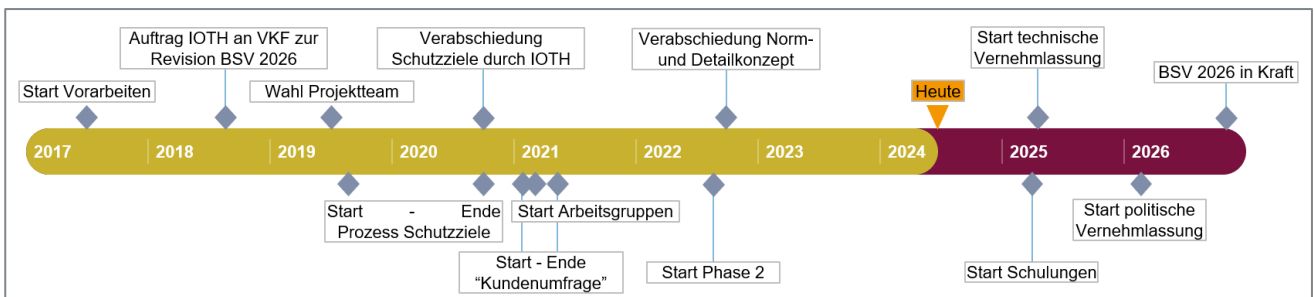 Auftrag IOTH an VKF zur
Revision BSV 2026
Verabschiedung
Schutzziele durch IOTH
Verabschiedung Norm-
und Detailkonzept
Start technische
Vernehmlassung
BSV 2026 in Kraft
Start Vorarbeiten
Wahl Projektteam
Heute
2017
2018
2019
2020
2021
2022
2023
2024
2025
2026
Start - Ende
Prozess Schutzziele
Start Arbeitsgruppen
Start politische
Vernehmlassung
Start - Ende
“Kundenumfrage”
Start Phase 2
Start Schulungen